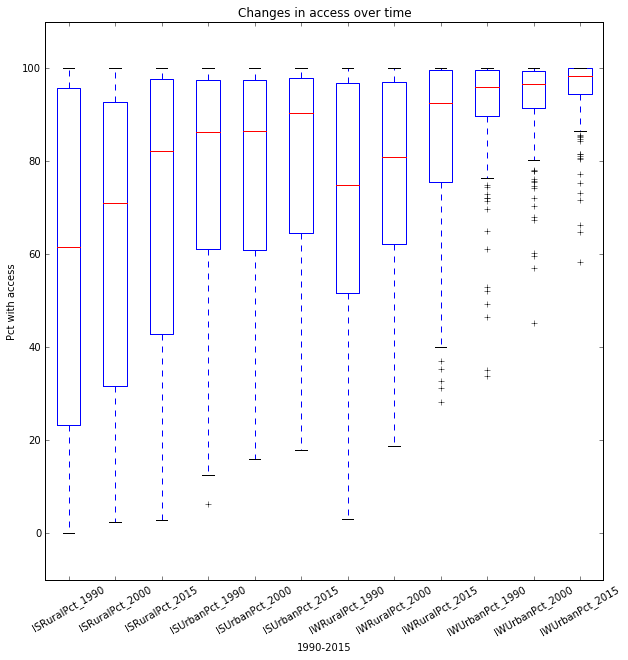 Changes in access over time
100
80
60
40
20
0
Pct with access
ISRuralPct_1990
ISRuralPct_2000
ISRuralPct_2015
ISUrbanPct_1990
ISUrbanPct_2000
ISUrbanPct_2015
IWRuralPct_1990
IWRuralPct_2000
IWRuralPct_2015
IWUrbanPct_1990
IWUrbanPct_2000
IWUrbanPct_2015
1990-2015